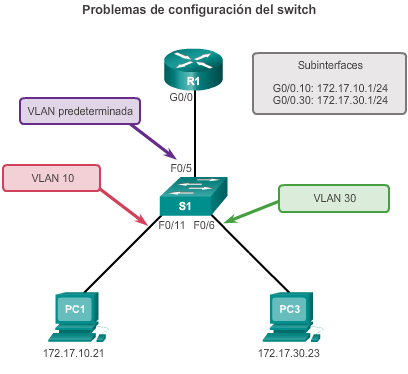 Problemas de configuración del switch
R1
G0/0
Subinterfaces
G0/0.10: 172.17.10.1/24
G0/0.30: 172.17.30.1/24
VLAN predeterminada
F0/5
VLAN 10
VLAN 30
S1
F0/11 F0/6
PC1
PC3
172.17.10.21
172.17.30.23